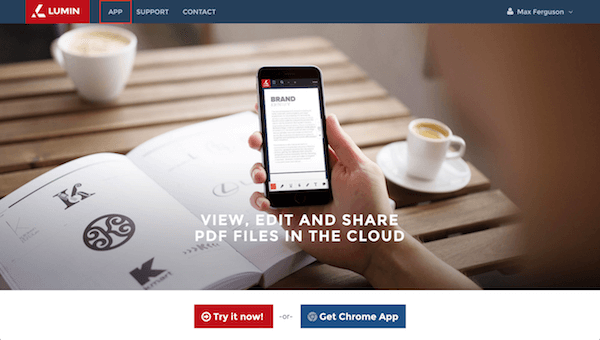 LUMIN
APP
SUPPORT
CONTACT
Max Ferguson
BRAND
VIEW, EDIT AND SHARE
PDF FILES IN THE CLOUD
Try it now!
-or-
Get Chrome App